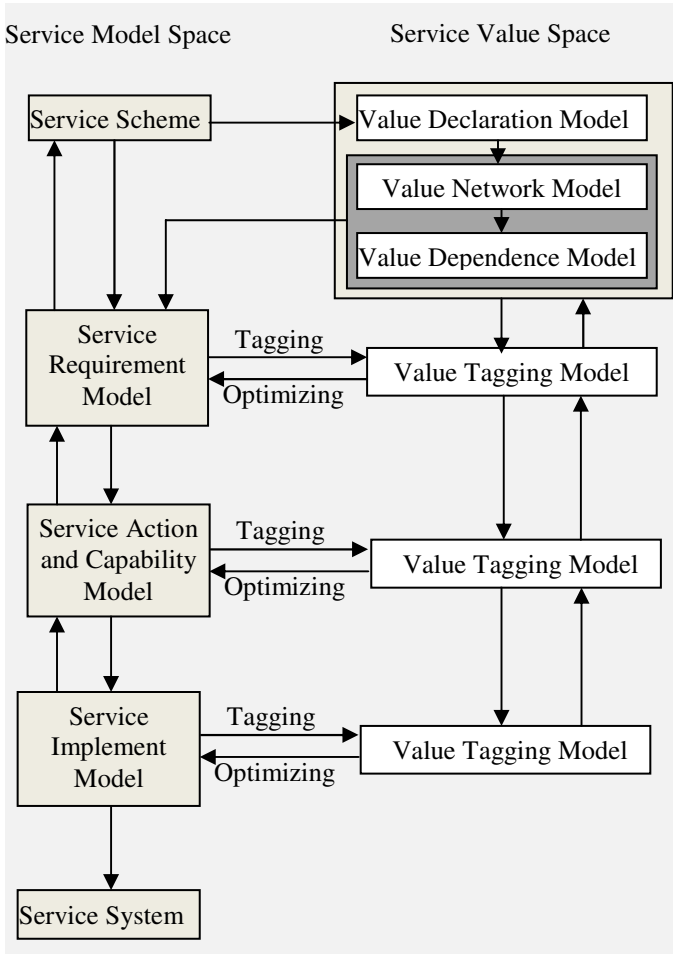 Service Model Space
Service Value Space
Service Scheme
Value Declaration Model
Value Network Model
Value Dependence Model
Service
Requirement
Model
Tagging
Optimizing
Value Tagging Model
Service Action
and Capability
Model
Tagging
Optimizing
Value Tagging Model
Service
Implement
Model
Tagging
Optimizing
Value Tagging Model
Service System